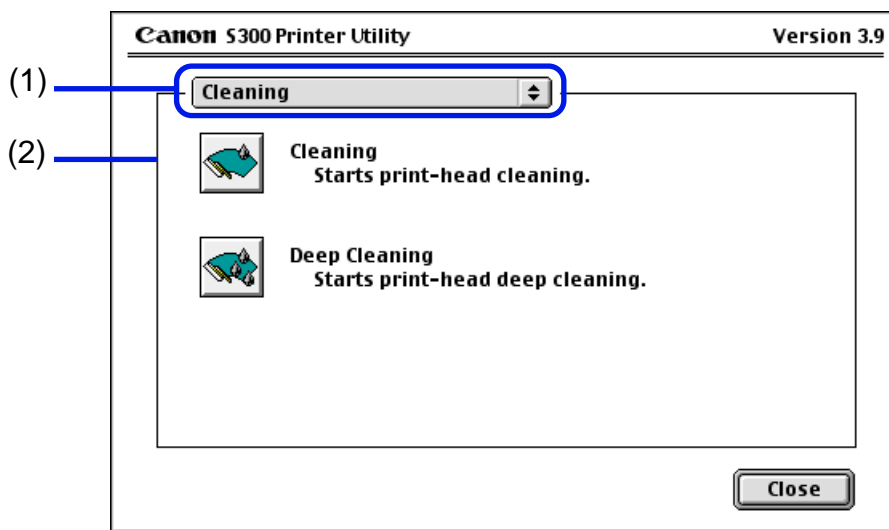 Canon S300 Printer Utility Version 3.9
(1)
Cleaning
(2)
Cleaning
Starts print-head cleaning.
Deep Cleaning
Starts print-head deep cleaning.
Close